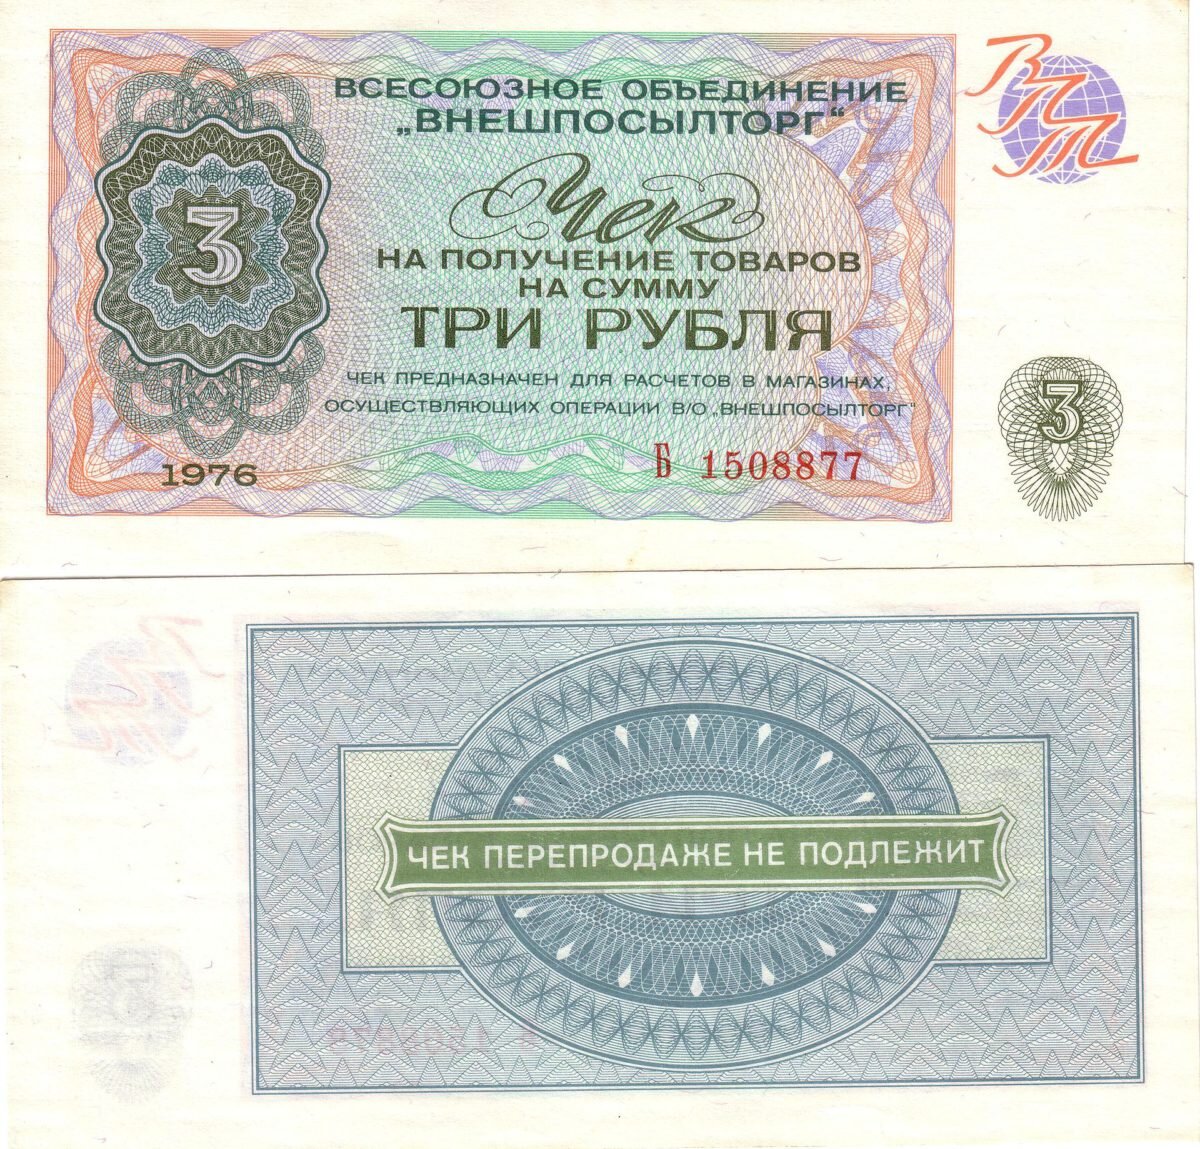 ВСЕСОЮЗНОЕ ОБЪЕДИНЕНИЕ
„ВНЕШПОСЫЛТОРГ"
ВПТ
Чек
НА ПОЛУЧЕНИЕ ТОВАРОВ
НА СУММУ
ТРИ РУБЛЯ
3
ЧЕК ПРЕДНАЗНАЧЕН ДЛЯ РАСЧЕТОВ В МАГАЗИНАХ,
ОСУЩЕСТВЛЯЮЩИХ ОПЕРАЦИИ В/О „ВНЕШПОСЫЛТОРГ"
3
1976
Б 1508877
ЧЕК ПЕРЕПРОДАЖЕ НЕ ПОДЛЕЖИТ